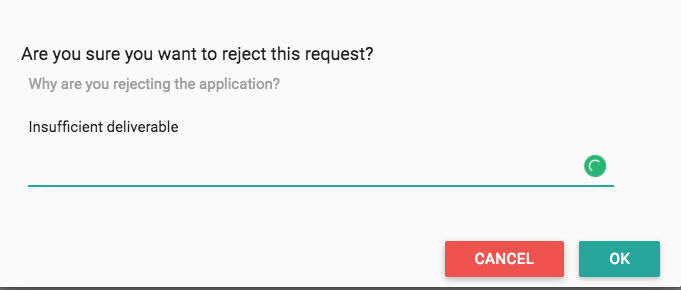 Are you sure you want to reject this request?
Why are you rejecting the application?
Insufficient deliverable
CANCEL OK